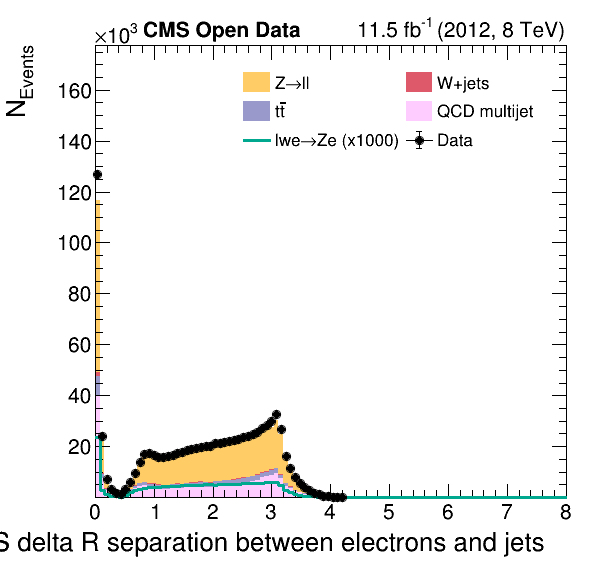 ×10³ CMS Open Data 11.5 fb⁻¹ (2012, 8 TeV)
N_Events
Z→ll W+jets
tt̄ QCD multijet
lwe→Ze (x1000) Data
160
140
120
100
80
60
40
20
0 1 2 3 4 5 6 7 8
S delta R separation between electrons and jets